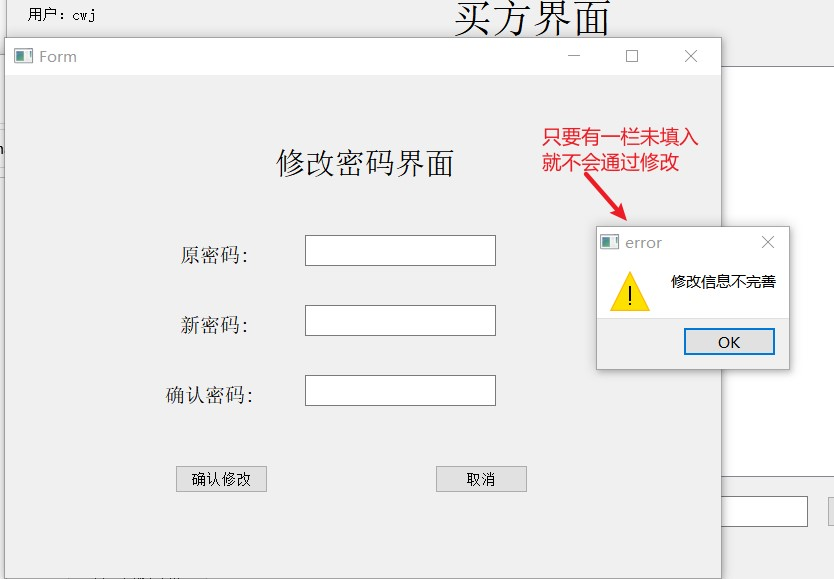 用户：cwj
买方界面
Form
只要有一栏未填入
就不会通过修改
修改密码界面
error
原密码：
修改信息不完善
新密码：
OK
确认密码：
确认修改
取消